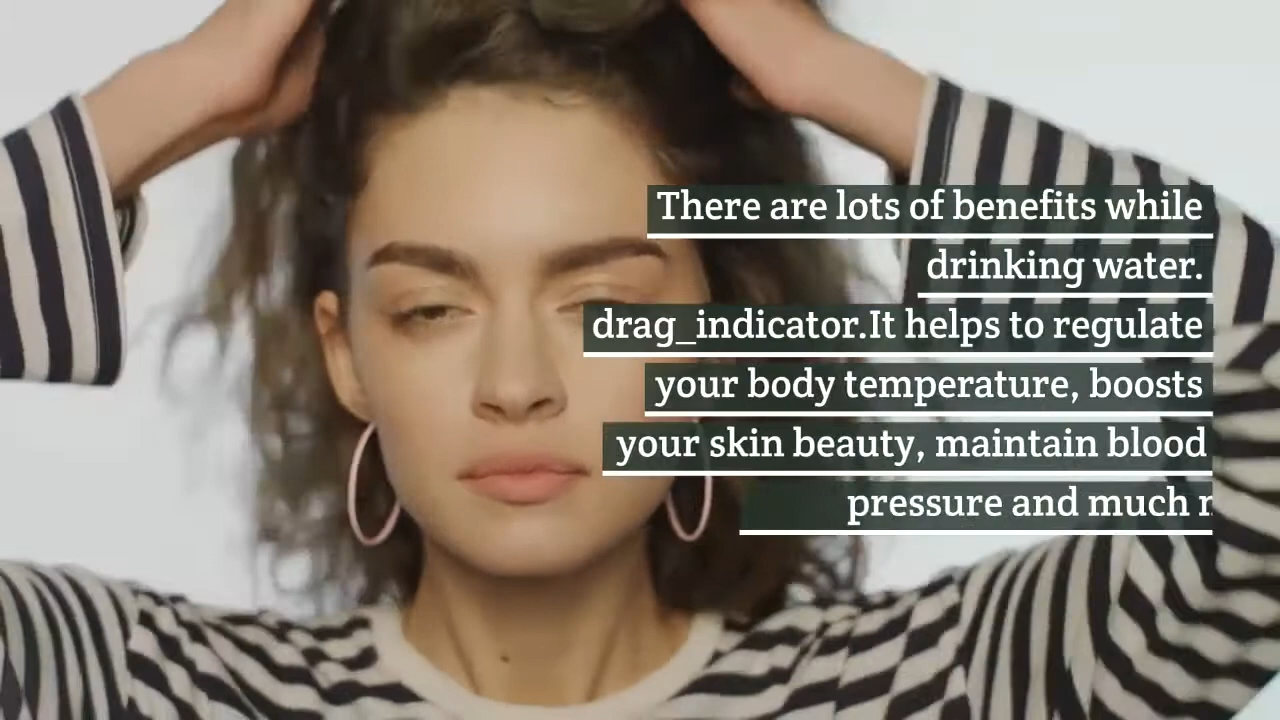 There are lots of benefits while
drinking water.
drag_indicator.It helps to regulate
your body temperature, boosts
your skin beauty, maintain blood
pressure and much